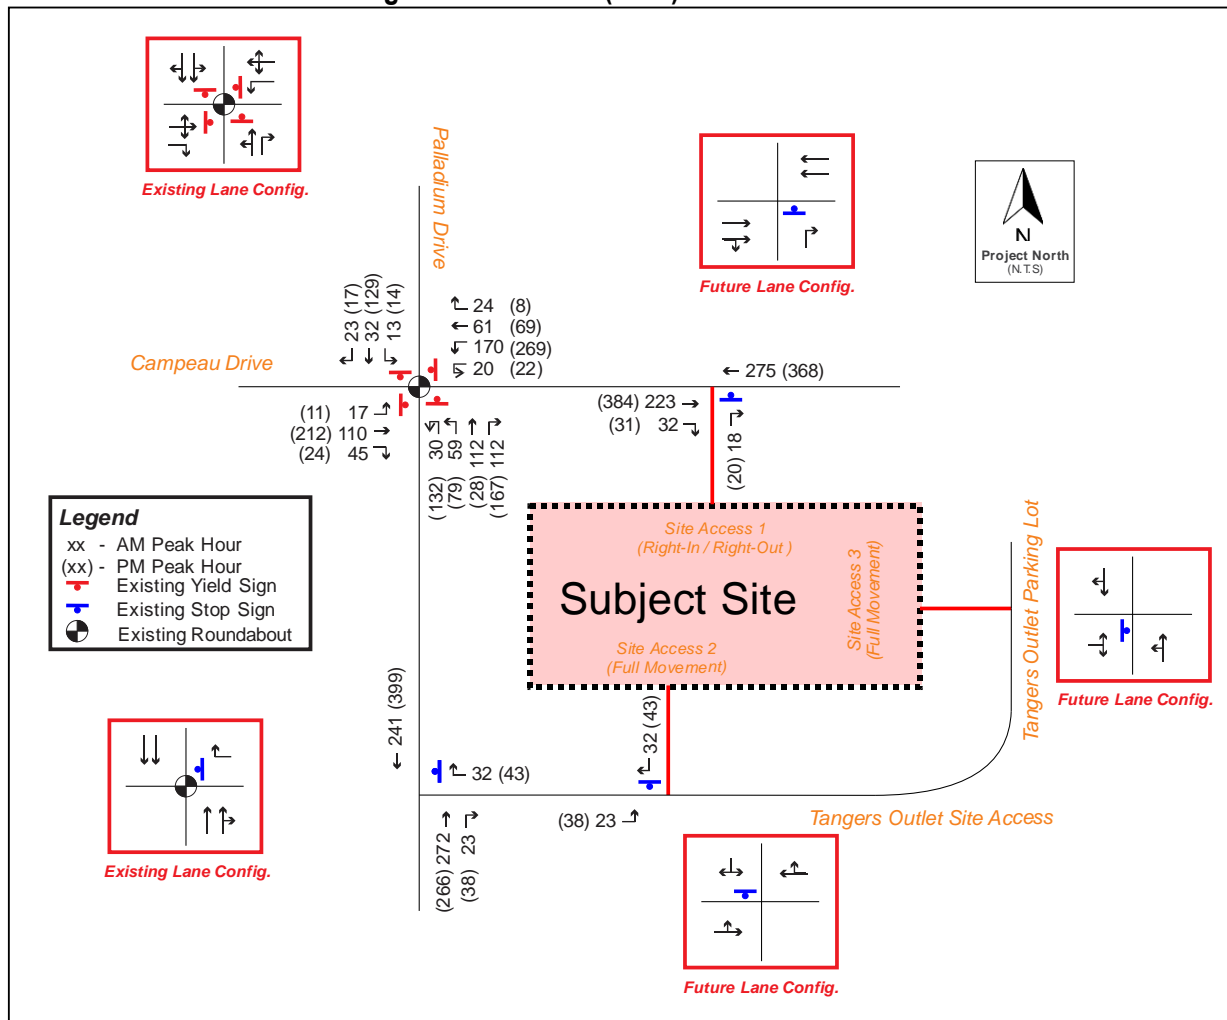 Existing Lane Config.
Palladium Drive
Future Lane Config.
N
Project North
(N.T.S)
23 (17)
32 (129)
13 (14)
24 (8)
61 (69)
170 (269)
20 (22)
Campeau Drive
275 (368)
(11) 17
(212) 110
(24) 45
(384) 223
(31) 32
(132) 30
(79) 59
(28) 112
(167) 112
(20) 18
Legend
xx - AM Peak Hour
(xx) - PM Peak Hour
Existing Yield Sign
Existing Stop Sign
Existing Roundabout
Site Access 1
(Right-In / Right-Out )
Subject Site
Site Access 3
(Full Movement)
Site Access 2
(Full Movement)
Tangers Outlet Parking Lot
Future Lane Config.
241 (399)
32 (43)
32 (43)
(38) 23
Tangers Outlet Site Access
(266) 272
(38) 23
Existing Lane Config.
Future Lane Config.